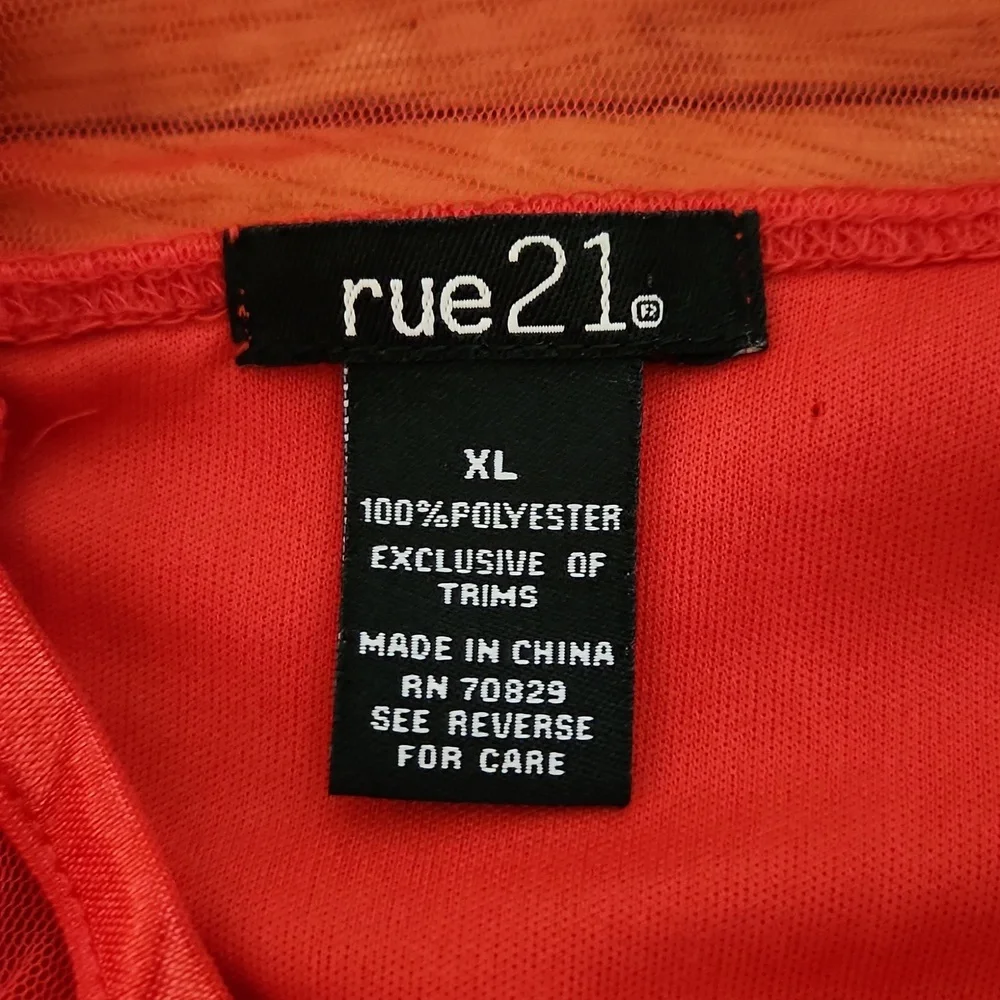 rue21®
XL
100%POLYESTER
EXCLUSIVE OF
TRIMS
MADE IN CHINA
RN 70829
SEE REVERSE
FOR CARE